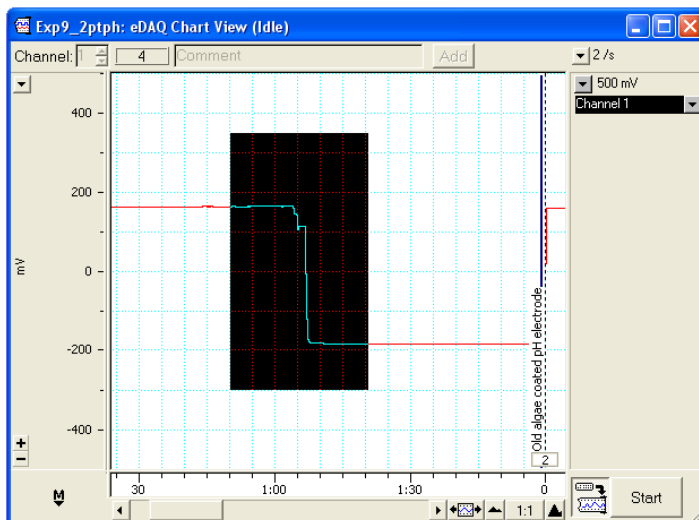 Exp9_2ptph: eDAQ Chart View (Idle)
Channel: 1 4 Comment Add 2 /s
500 mV
Channel 1
400
200
0
-200
-400
mV
Old algae coated pH electrode
2
+
−
30 1:00 1:30 0
M
1:1
Start